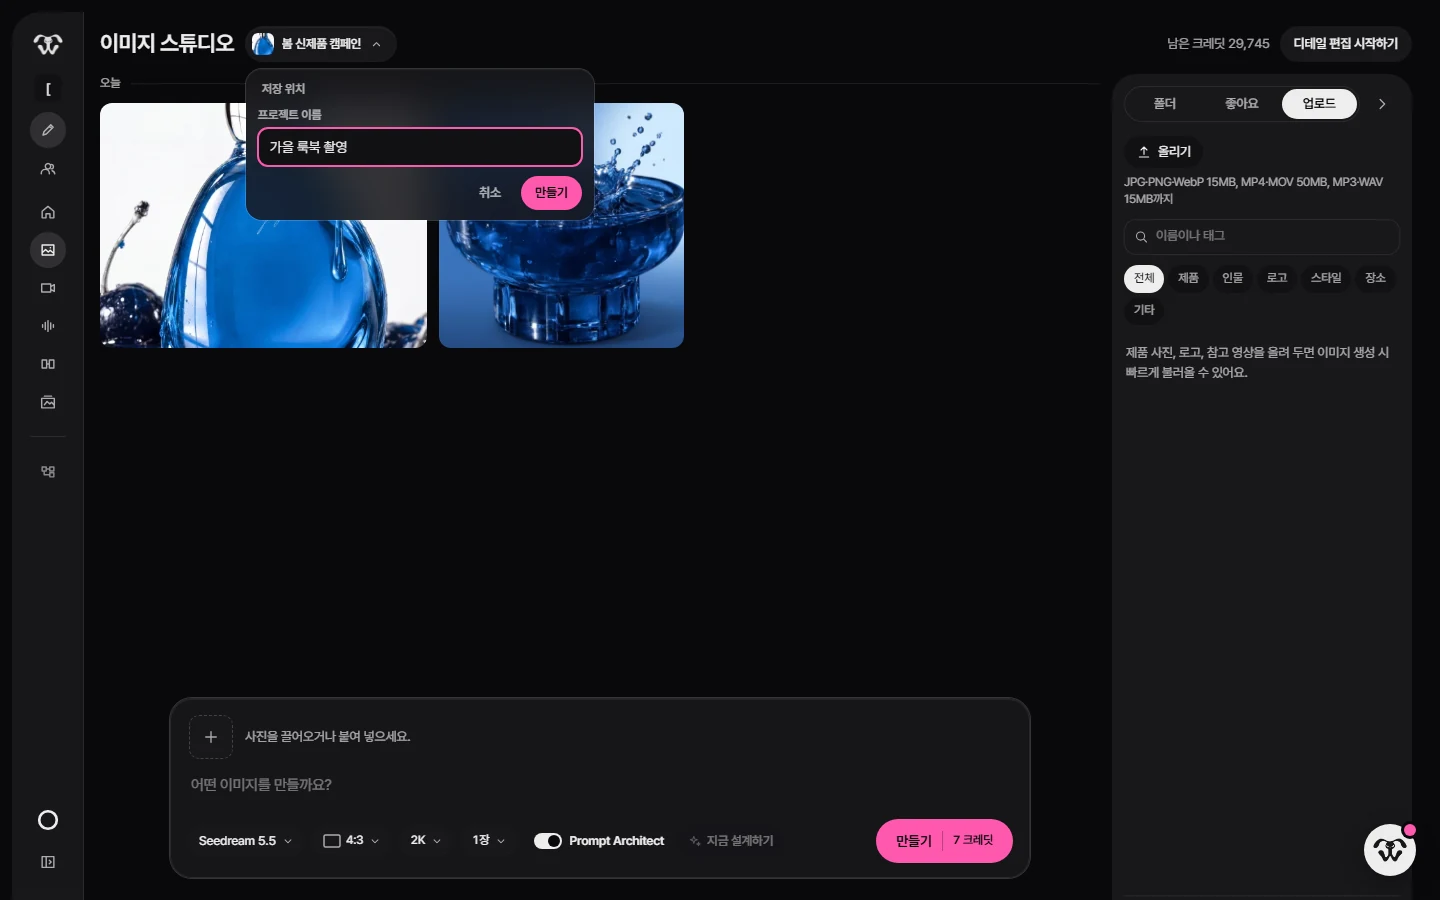 이미지 스튜디오
봄 신제품 캠페인
남은 크레딧 29,745
디테일 편집 시작하기
[
오늘
저장 위치
프로젝트 이름
가을 룩북 촬영
취소
만들기
폴더
좋아요
업로드
올리기
JPG·PNG·WebP 15MB, MP4·MOV 50MB, MP3·WAV
15MB까지
이름이나 태그
전체
제품
인물
로고
스타일
장소
기타
제품 사진, 로고, 참고 영상을 올려 두면 이미지 생성 시
빠르게 불러올 수 있어요.
사진을 끌어오거나 붙여 넣으세요.
어떤 이미지를 만들까요?
Seedream 5.5
4:3
2K
1장
Prompt Architect
지금 설계하기
만들기
7 크레딧